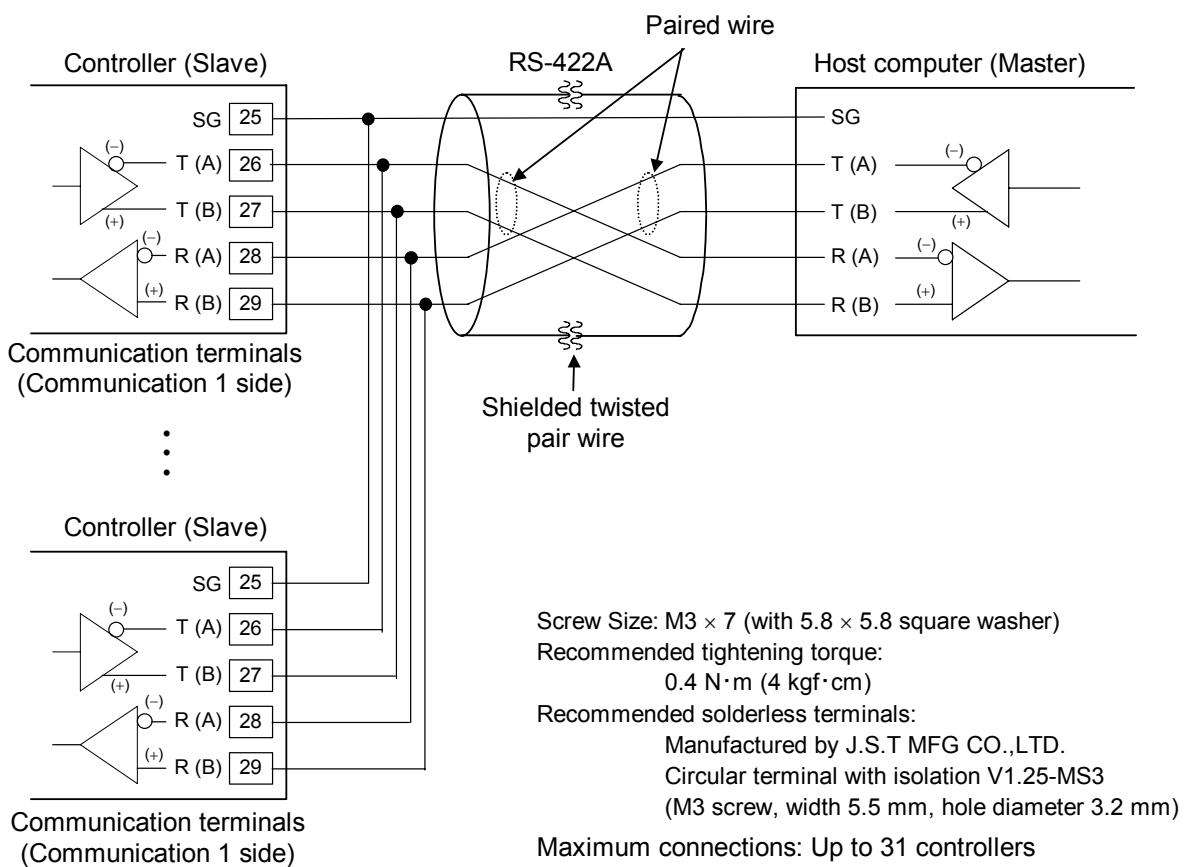 Paired wire
Controller (Slave)
RS-422A
Host computer (Master)
SG 25
SG
(−)
T (A) 26
T (A)
(−)
T (B) 27
(+)
T (B)
(+)
(−)
R (A) 28
R (A)
(−)
(+)
R (B) 29
R (B)
(+)
Communication terminals
(Communication 1 side)
Shielded twisted
pair wire
Controller (Slave)
SG 25
(−)
T (A) 26
T (B) 27
(+)
(−)
R (A) 28
(+)
R (B) 29
Communication terminals
(Communication 1 side)
Screw Size: M3 × 7 (with 5.8 × 5.8 square washer)
Recommended tightening torque:
0.4 N･m (4 kgf･cm)
Recommended solderless terminals:
Manufactured by J.S.T MFG CO.,LTD.
Circular terminal with isolation V1.25-MS3
(M3 screw, width 5.5 mm, hole diameter 3.2 mm)
Maximum connections: Up to 31 controllers